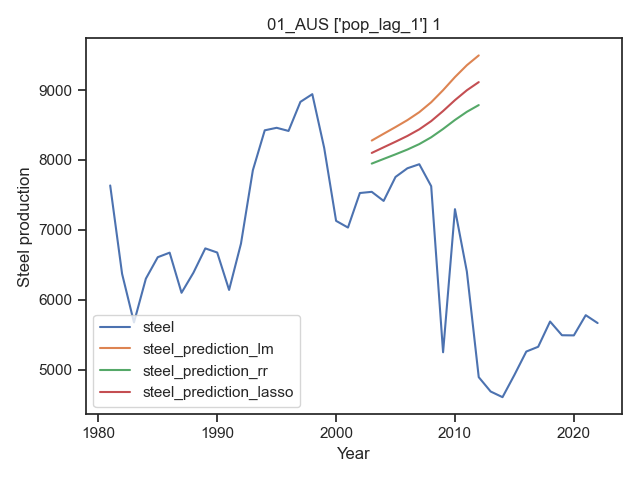 01_AUS ['pop_lag_1'] 1
Steel production
9000
8000
7000
6000
5000
steel
steel_prediction_lm
steel_prediction_rr
steel_prediction_lasso
1980
1990
2000
2010
2020
Year